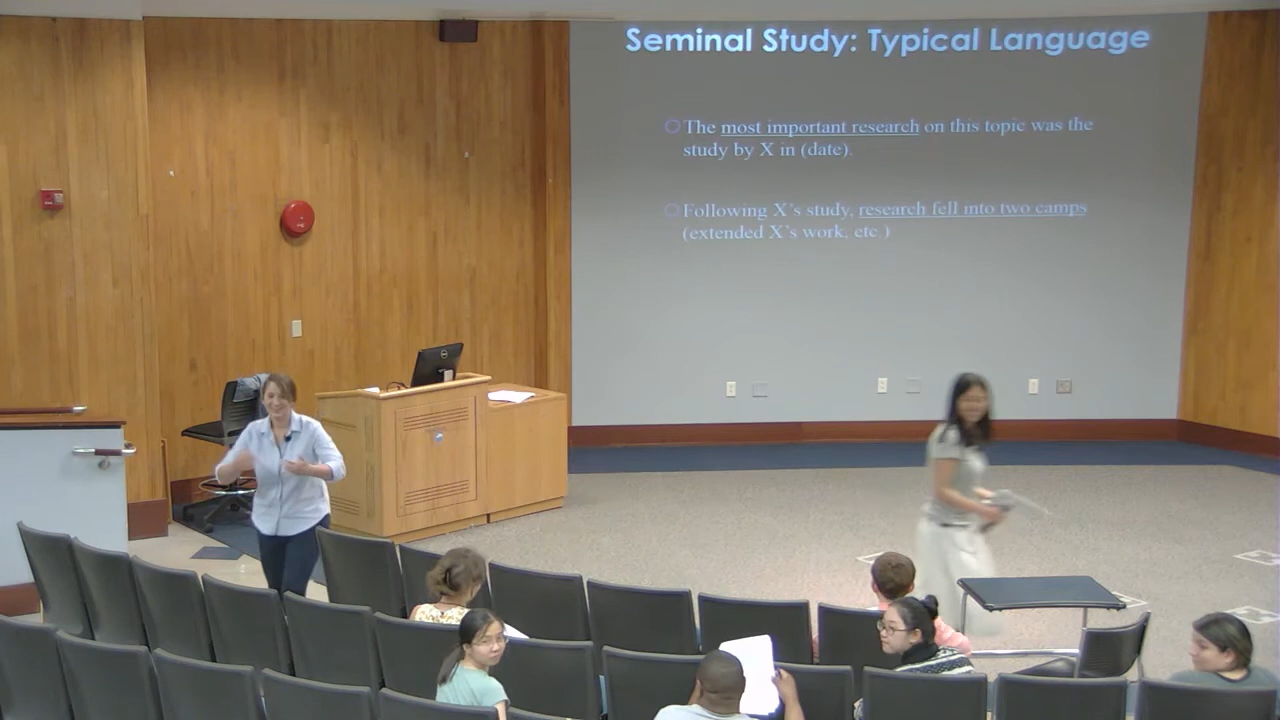 Seminal Study: Typical Language
The most important research on this topic was the
study by X in (date).
Following X's study, research fell into two camps
(extended X's work, etc.)